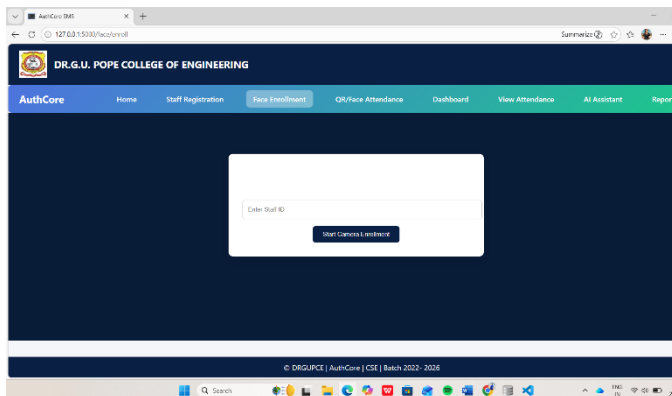 AuthCore SMS
127.0.0.1:5000/face/enroll
Summarize
DR.G.U. POPE COLLEGE OF ENGINEERING
AuthCore Home Staff Registration Face Enrollment QR/Face Attendance Dashboard View Attendance AI Assistant Repor
Enter Staff ID
Start Camera Enrollment
© DRGUPCE | AuthCore | CSE | Batch 2022- 2026
Search
ENG
IN